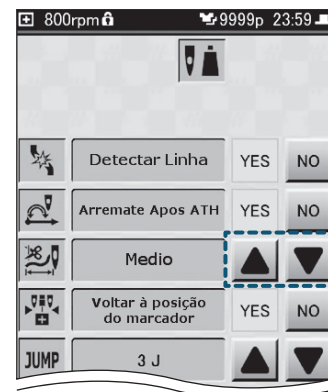 800rpm 9999p 23:59
Detectar Linha YES NO
Arremate Apos ATH YES NO
Medio
Voltar à posição
do marcador YES NO
JUMP 3 J